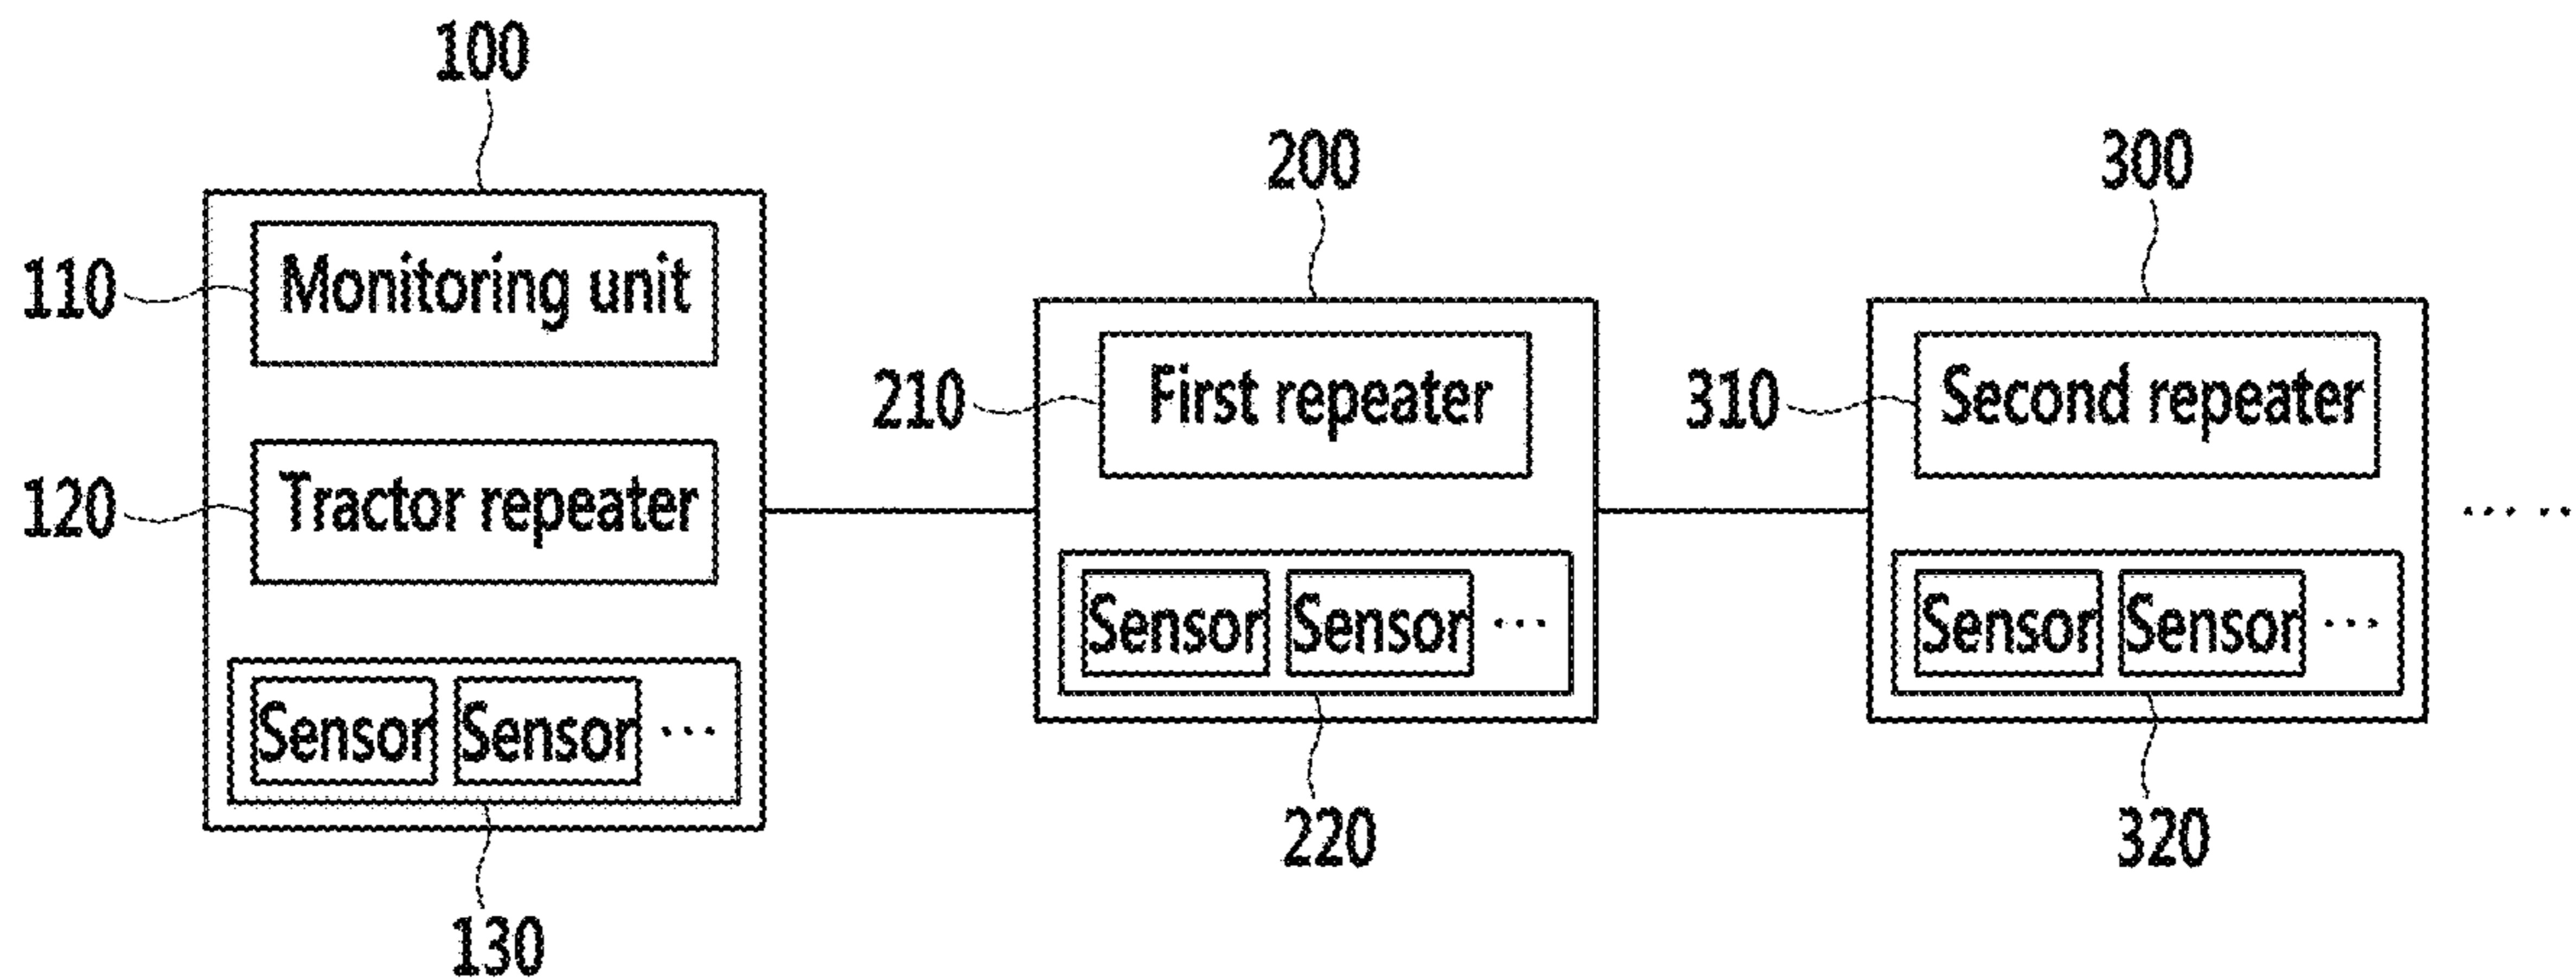 100
200
300
110
Monitoring unit
210
First repeater
310
Second repeater
120
Tractor repeater
... ..
Sensor Sensor ...
Sensor Sensor ...
Sensor Sensor ...
220
320
130